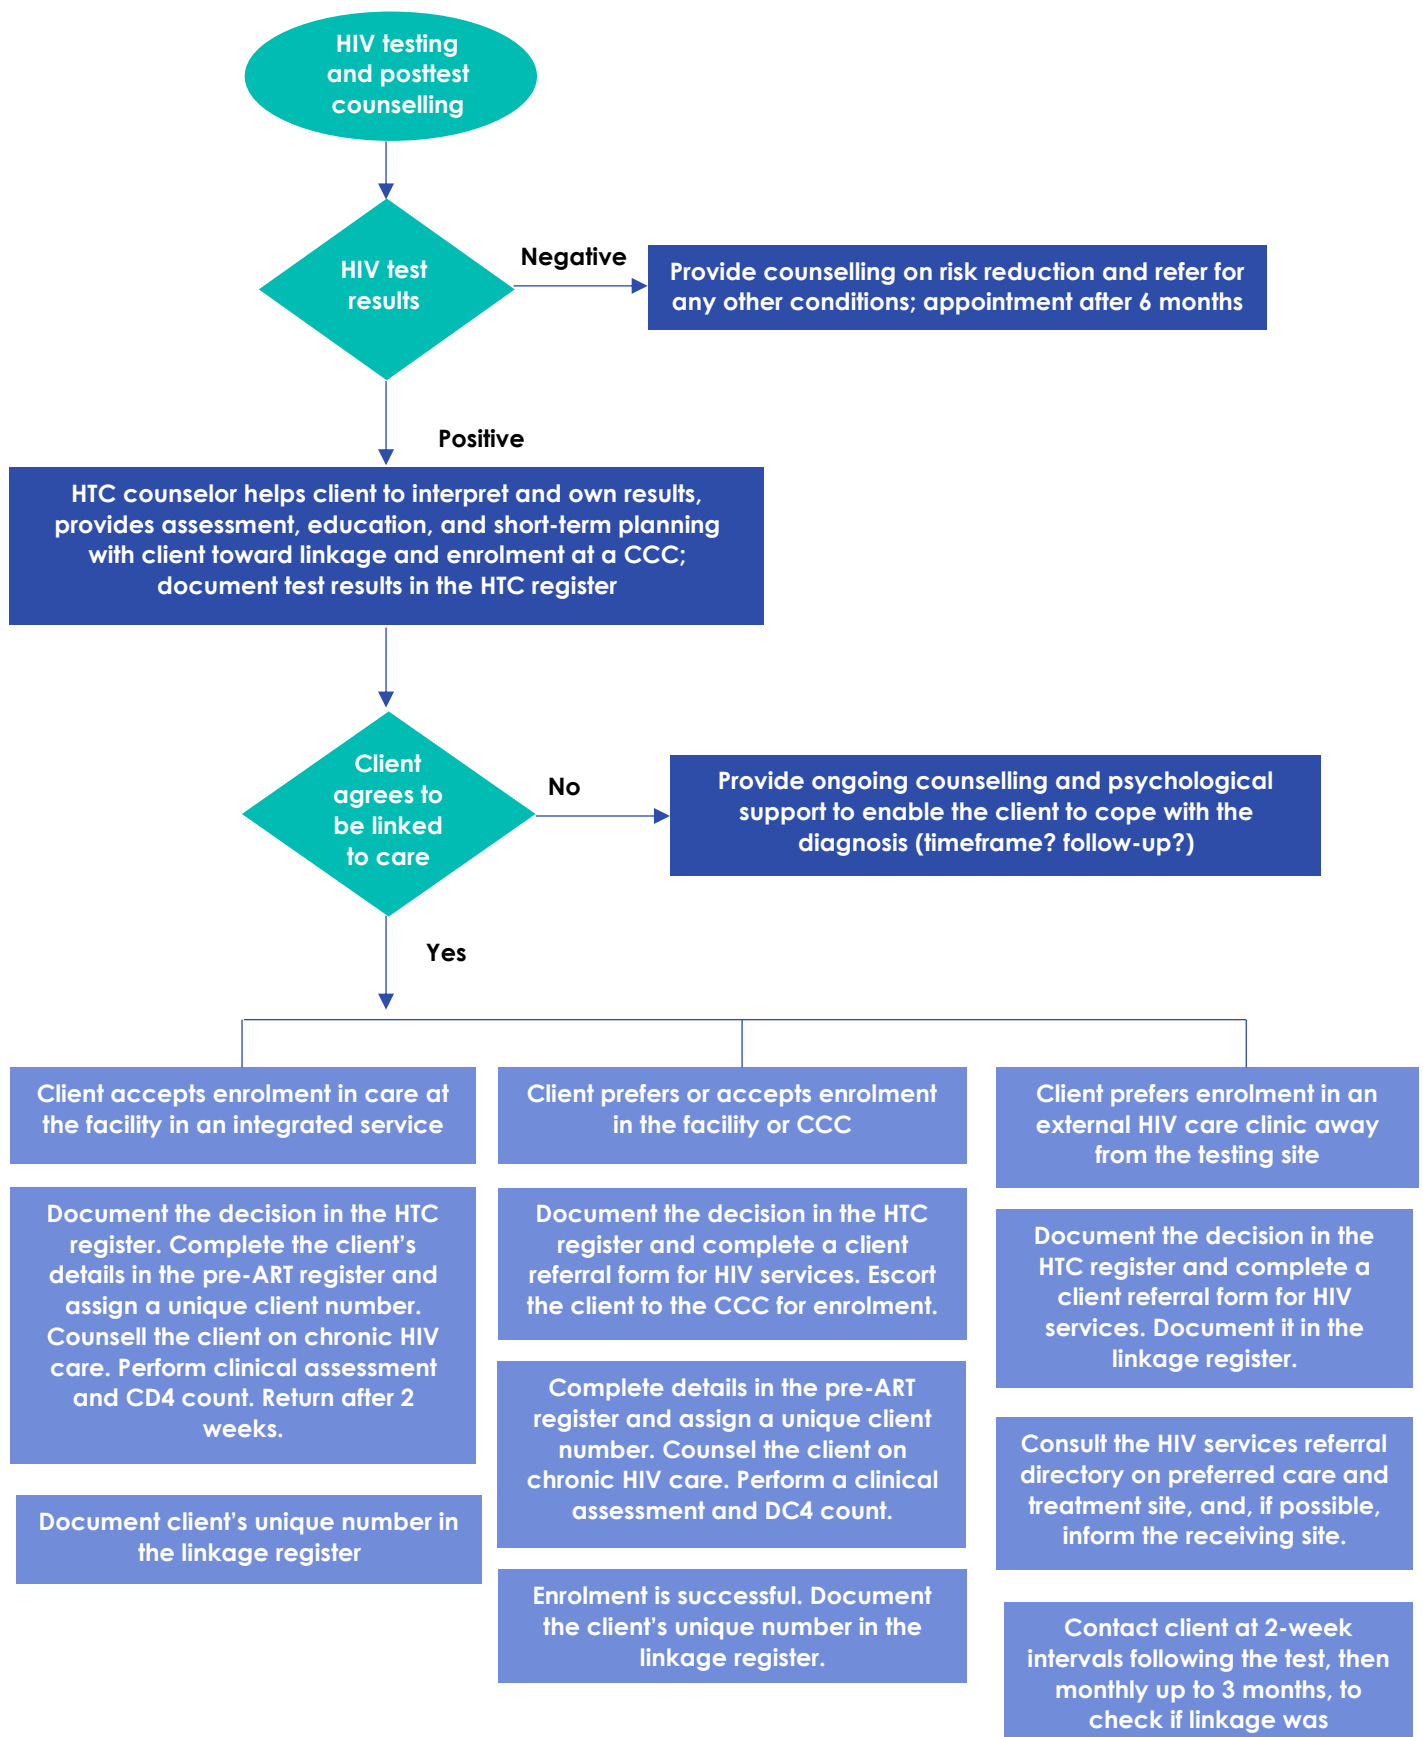 HIV testing
and posttest
counselling
HIV test
results
Negative
Provide counselling on risk reduction and refer for
any other conditions; appointment after 6 months
Positive
HTC counselor helps client to interpret and own results,
provides assessment, education, and short-term planning
with client toward linkage and enrolment at a CCC;
document test results in the HTC register
Client
agrees to
be linked
to care
No
Provide ongoing counselling and psychological
support to enable the client to cope with the
diagnosis (timeframe? follow-up?)
Yes
Client accepts enrolment in care at
the facility in an integrated service
Document the decision in the HTC
register. Complete the client’s
details in the pre-ART register and
assign a unique client number.
Counsell the client on chronic HIV
care. Perform clinical assessment
and CD4 count. Return after 2
weeks.
Document client’s unique number in
the linkage register
Client prefers or accepts enrolment
in the facility or CCC
Document the decision in the HTC
register and complete a client
referral form for HIV services. Escort
the client to the CCC for enrolment.
Complete details in the pre-ART
register and assign a unique client
number. Counsel the client on
chronic HIV care. Perform a clinical
assessment and DC4 count.
Enrolment is successful. Document
the client’s unique number in the
linkage register.
Client prefers enrolment in an
external HIV care clinic away
from the testing site
Document the decision in the
HTC register and complete a
client referral form for HIV
services. Document it in the
linkage register.
Consult the HIV services referral
directory on preferred care and
treatment site, and, if possible,
inform the receiving site.
Contact client at 2-week
intervals following the test, then
monthly up to 3 months, to
check if linkage was